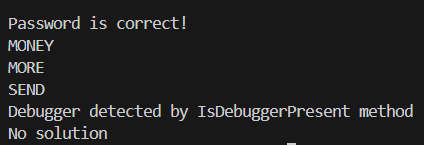 Password is correct!
MONEY
MORE
SEND
Debugger detected by IsDebuggerPresent method
No solution